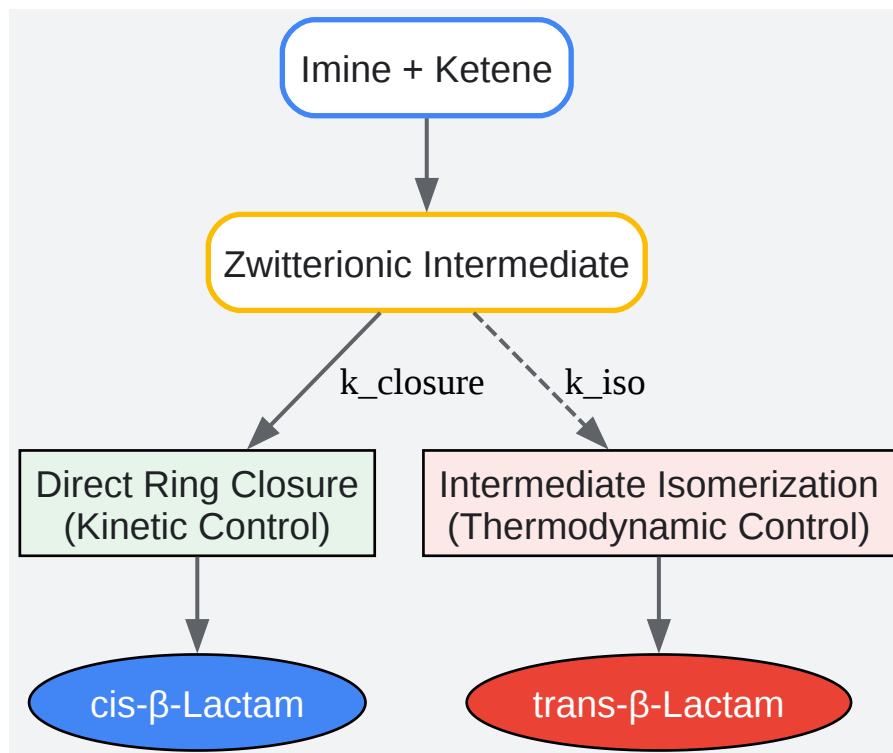 Imine + Ketene
Zwitterionic Intermediate
k_closure
k_iso
Direct Ring Closure
(Kinetic Control)
Intermediate Isomerization
(Thermodynamic Control)
cis-β-Lactam
trans-β-Lactam